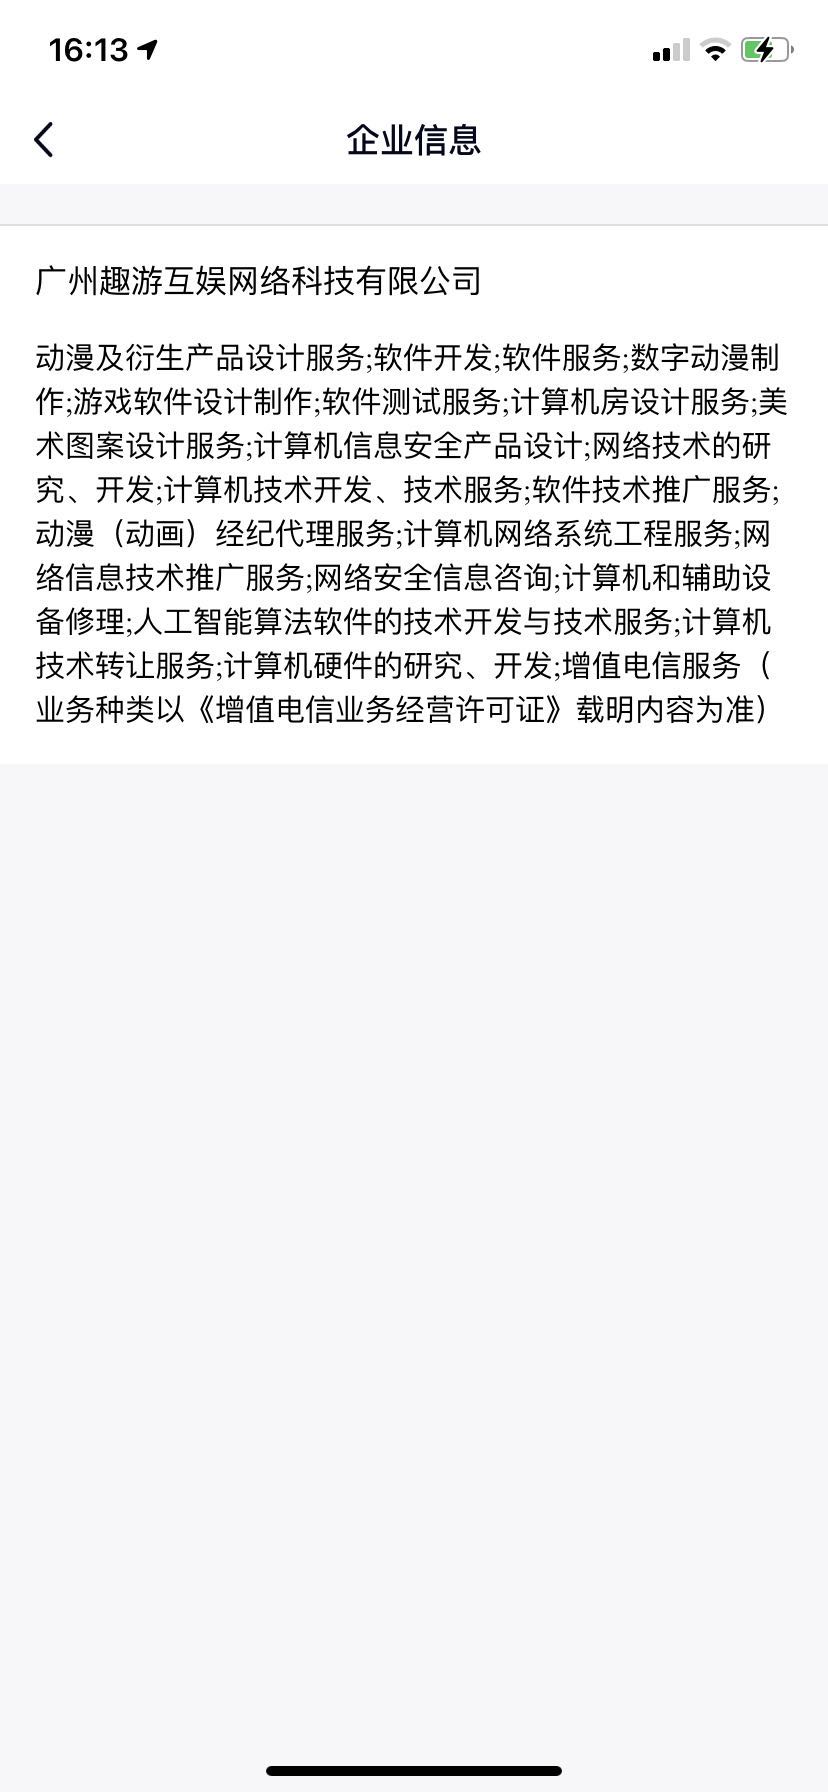 16:13
企业信息
广州趣游互娱网络科技有限公司
动漫及衍生产品设计服务;软件开发;软件服务;数字动漫制
作;游戏软件设计制作;软件测试服务;计算机房设计服务;美
术图案设计服务;计算机信息安全产品设计;网络技术的研
究、开发;计算机技术开发、技术服务;软件技术推广服务;
动漫（动画）经纪代理服务;计算机网络系统工程服务;网
络信息技术推广服务;网络安全信息咨询;计算机和辅助设
备修理;人工智能算法软件的技术开发与技术服务;计算机
技术转让服务;计算机硬件的研究、开发;增值电信服务（
业务种类以《增值电信业务经营许可证》载明内容为准）